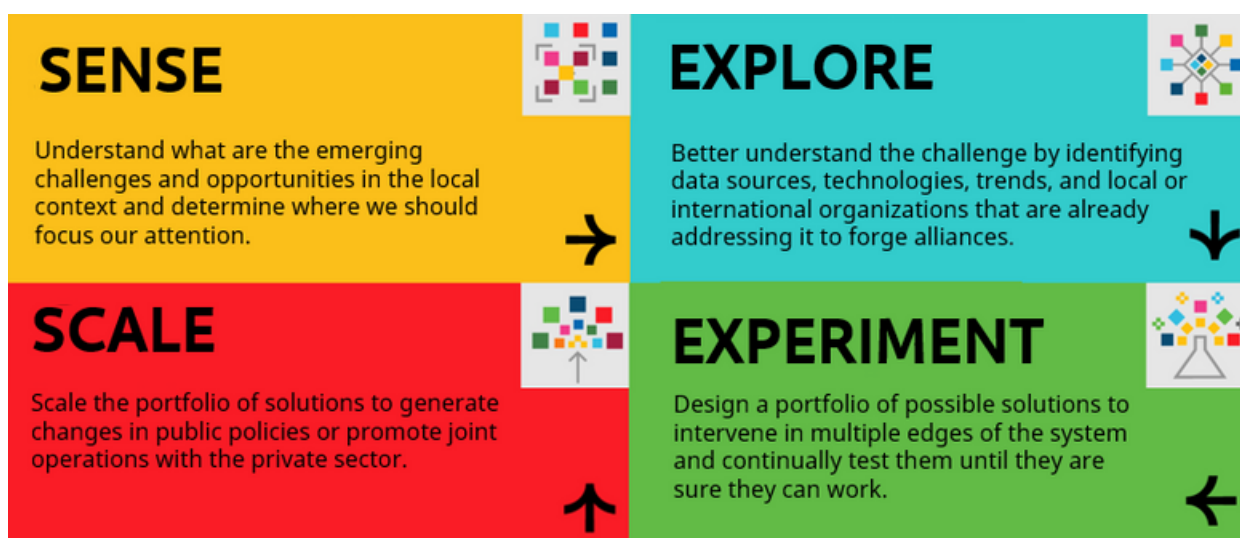 SENSE
Understand what are the emerging
challenges and opportunities in the local
context and determine where we should
focus our attention.
EXPLORE
Better understand the challenge by identifying
data sources, technologies, trends, and local or
international organizations that are already
addressing it to forge alliances.
SCALE
Scale the portfolio of solutions to generate
changes in public policies or promote joint
operations with the private sector.
EXPERIMENT
Design a portfolio of possible solutions to
intervene in multiple edges of the system
and continually test them until they are
sure they can work.